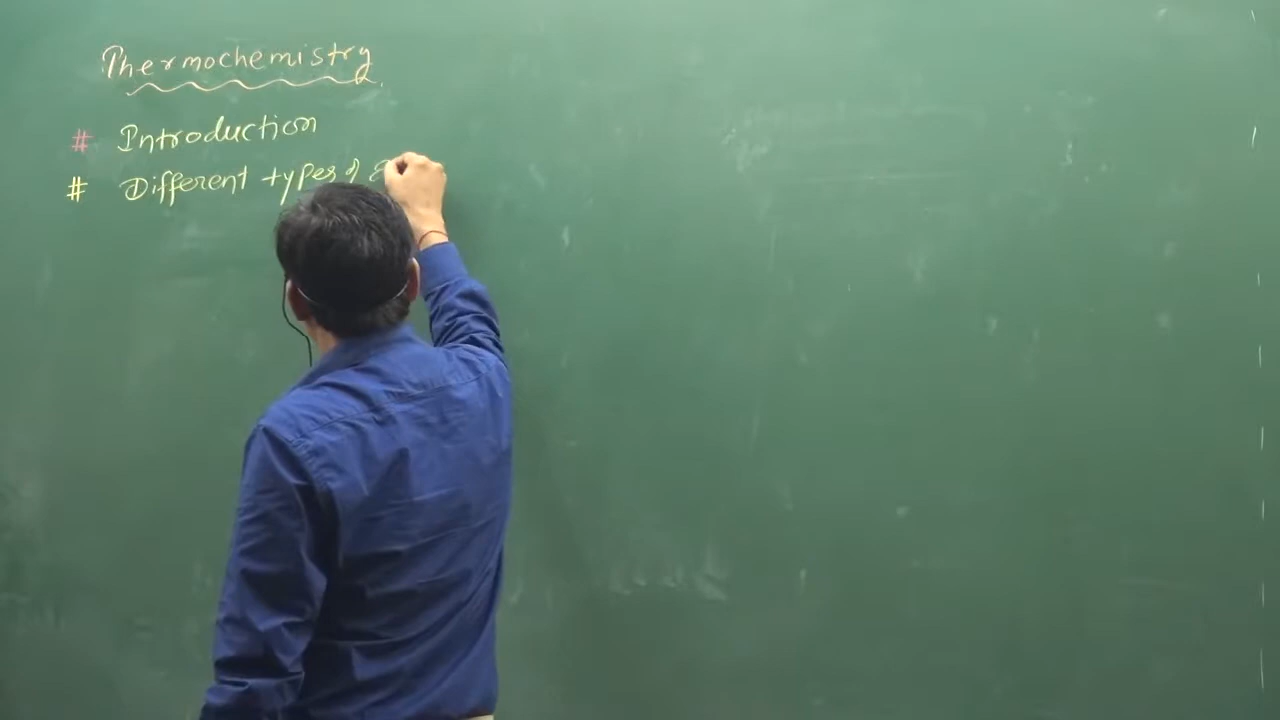 Thermochemistry
# Introduction
# Different types of